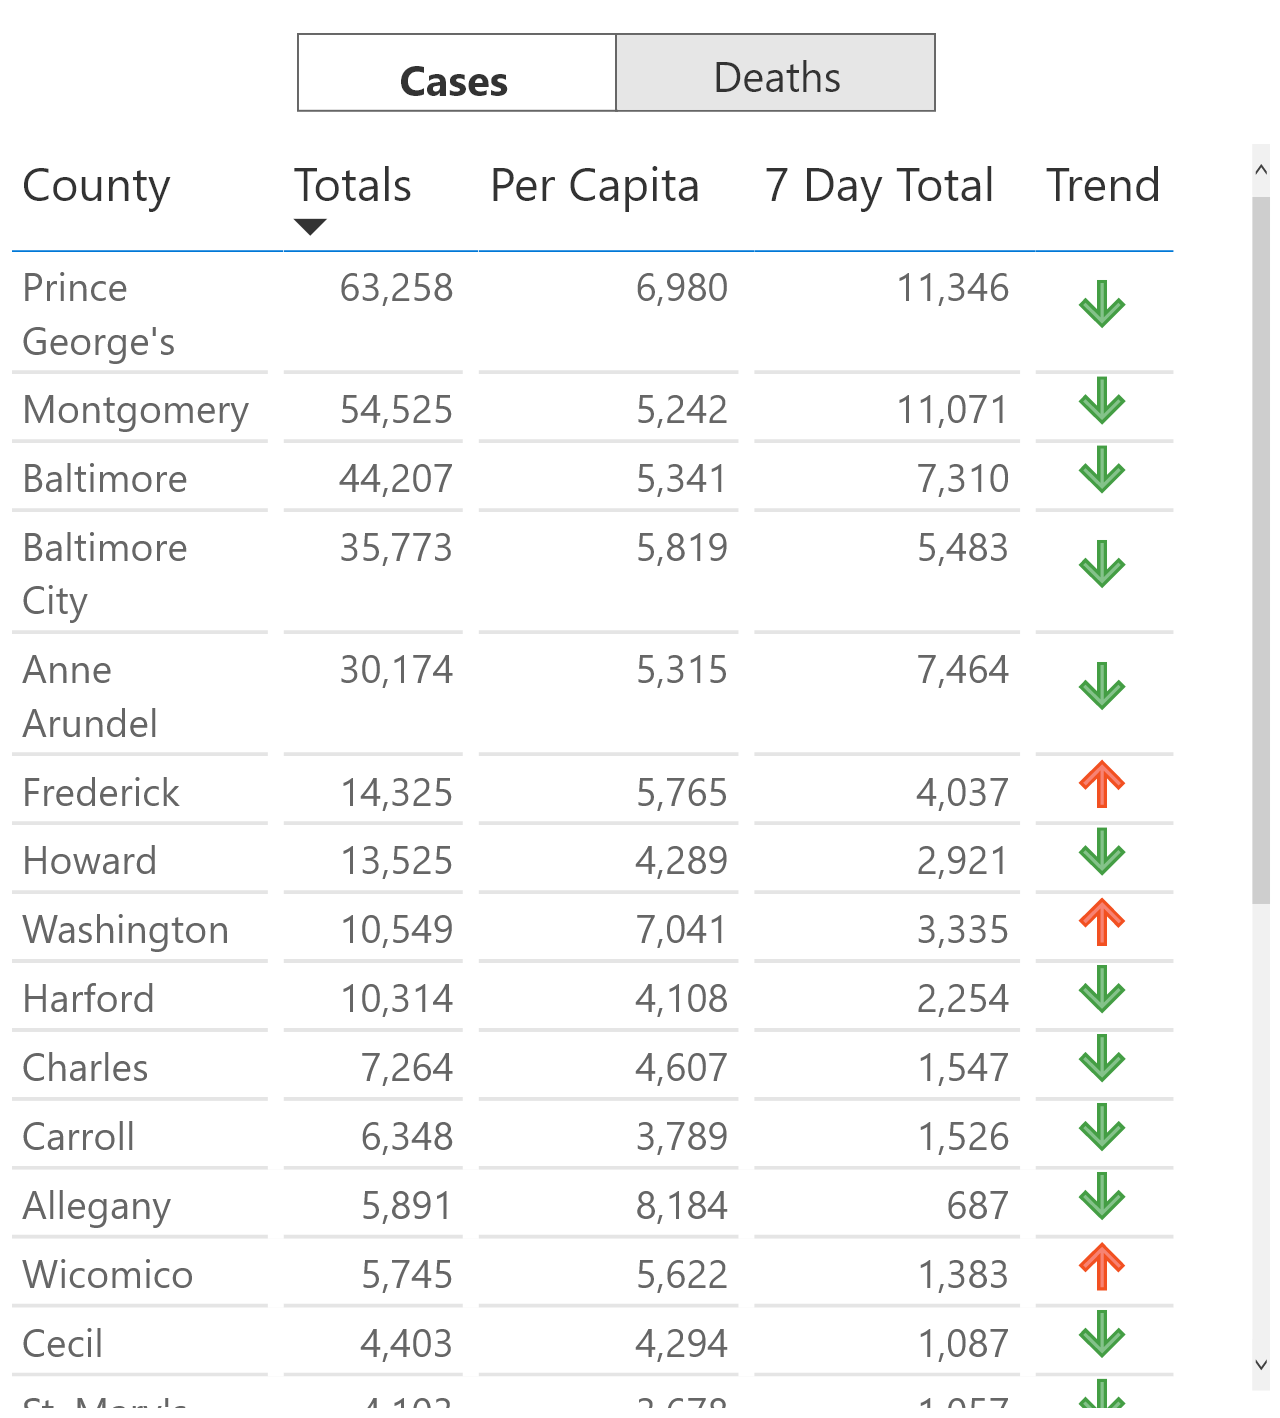 Cases Deaths
County Totals Per Capita 7 Day Total Trend
Prince 63,258 6,980 11,346
George's
Montgomery 54,525 5,242 11,071
Baltimore 44,207 5,341 7,310
Baltimore 35,773 5,819 5,483
City
Anne 30,174 5,315 7,464
Arundel
Frederick 14,325 5,765 4,037
Howard 13,525 4,289 2,921
Washington 10,549 7,041 3,335
Harford 10,314 4,108 2,254
Charles 7,264 4,607 1,547
Carroll 6,348 3,789 1,526
Allegany 5,891 8,184 687
Wicomico 5,745 5,622 1,383
Cecil 4,403 4,294 1,087
St. Mary's